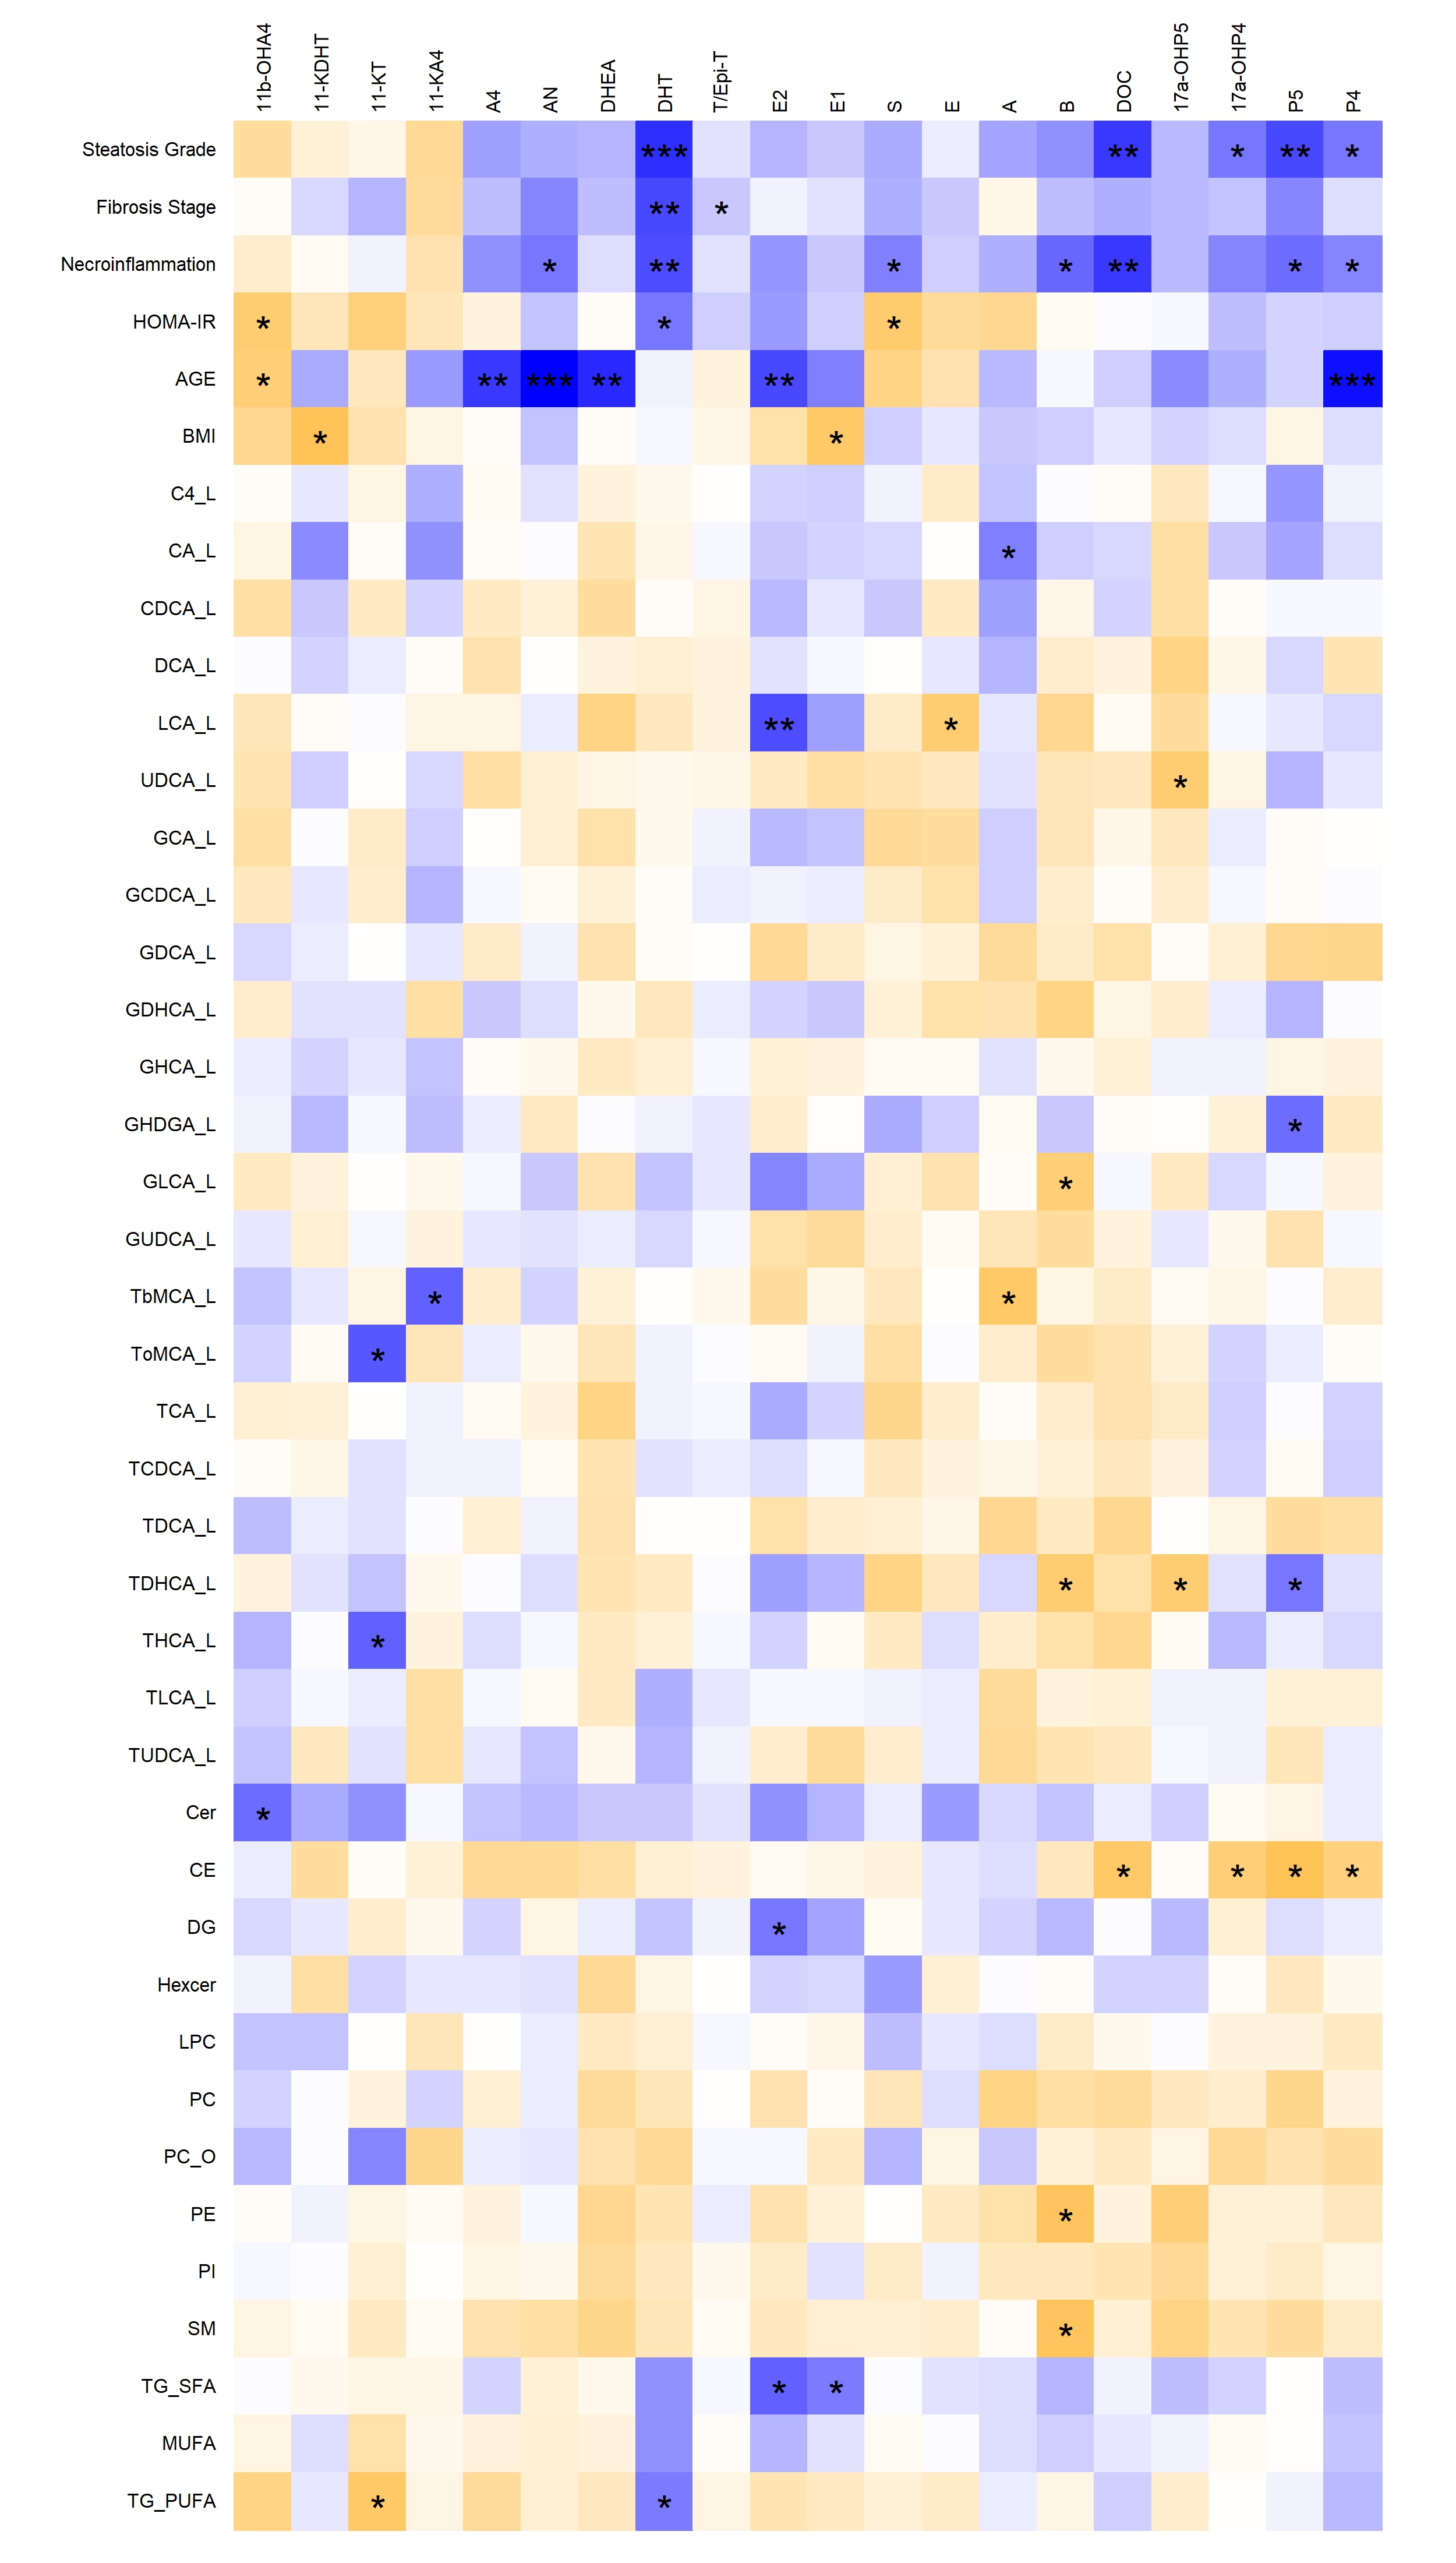 11b-OHA4 11-KDHT 11-KT 11-KA4 A4 AN DHEA DHT T/Epi-T E2 E1 S E A B DOC 17a-OHP5 17a-OHP4 P5 P4
Steatosis Grade *** ** * ** *
Fibrosis Stage ** *
Necroinflammation * ** * * ** * *
HOMA-IR * * *
AGE * ** *** ** ** ***
BMI * *
C4_L
CA_L *
CDCA_L
DCA_L
LCA_L ** *
UDCA_L *
GCA_L
GCDCA_L
GDCA_L
GDHCA_L
GHCA_L
GHDGA_L *
GLCA_L *
GUDCA_L
TbMCA_L * *
ToMCA_L *
TCA_L
TCDCA_L
TDCA_L
TDHCA_L * * *
THCA_L *
TLCA_L
TUDCA_L
Cer *
CE * * * *
DG *
Hexcer
LPC
PC
PC_O
PE *
PI
SM *
TG_SFA * *
MUFA
TG_PUFA * *